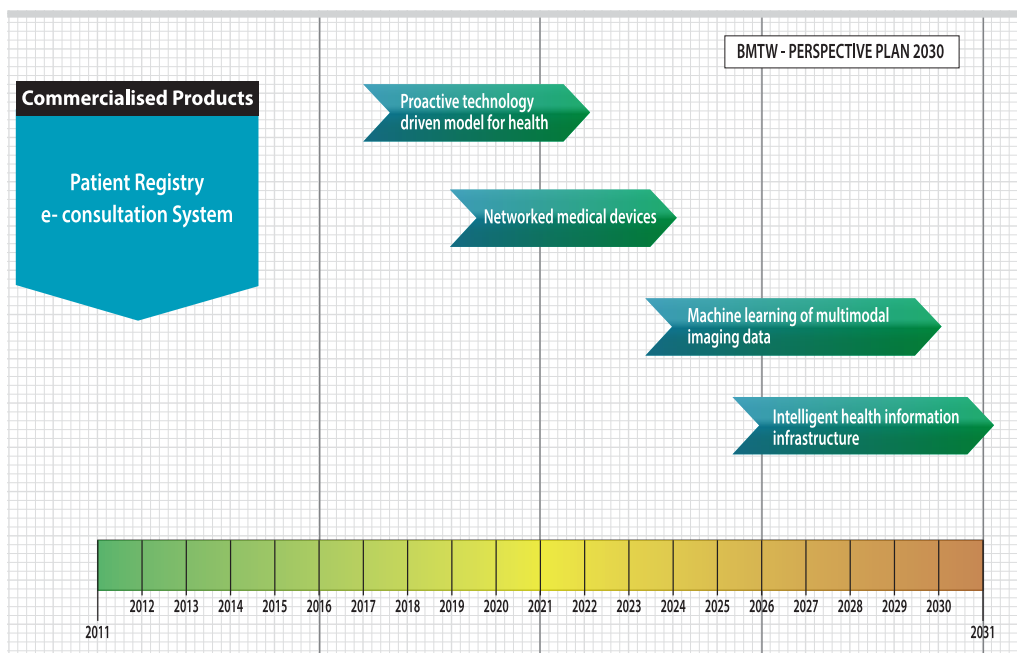 BMTW - PERSPECTIVE PLAN 2030
Commercialised Products
Patient Registry
e- consultation System
Proactive technology
driven model for health
Networked medical devices
Machine learning of multimodal
imaging data
Intelligent health information
infrastructure
2012 2013 2014 2015 2016 2017 2018 2019 2020 2021 2022 2023 2024 2025 2026 2027 2028 2029 2030
2011 2031